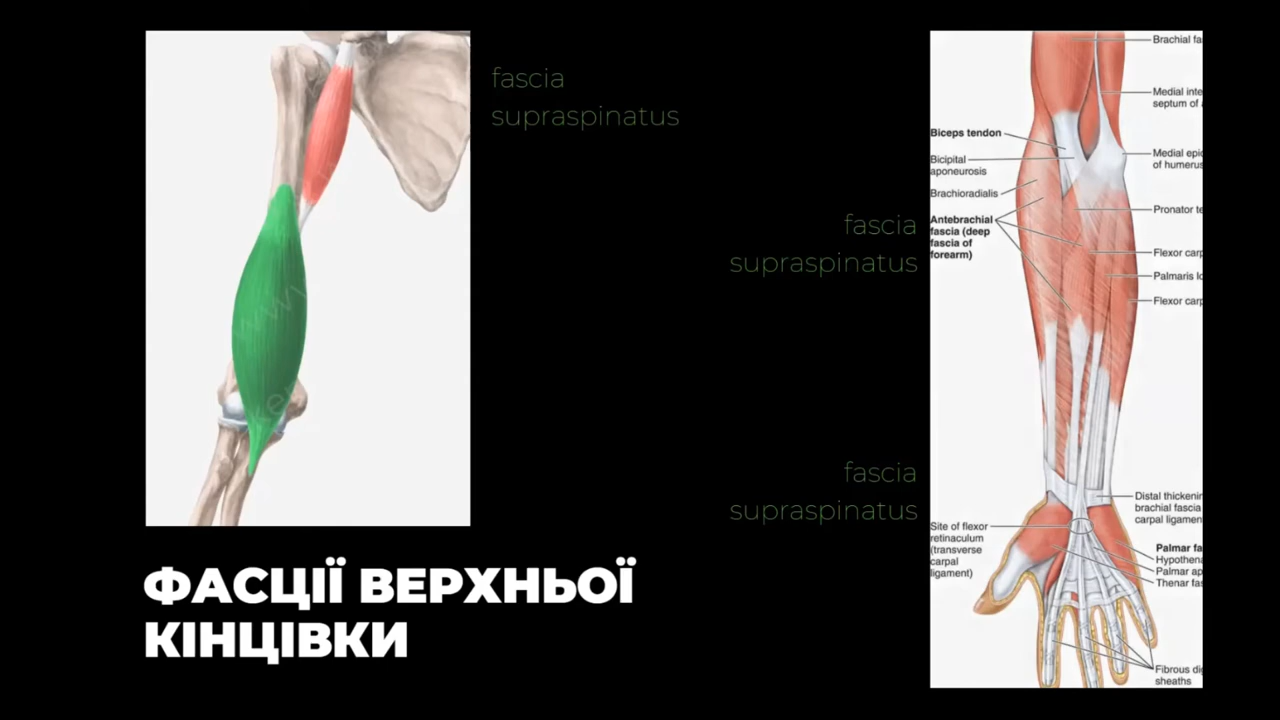 fascia
supraspinatus
fascia
supraspinatus
fascia
supraspinatus
ФАСЦІЇ ВЕРХНЬОЇ
КІНЦІВКИ
Brachial fa
Medial inte
septum of a
Biceps tendon
Bicipital
aponeurosis
Medial epic
of humerus
Brachioradialis
Pronator te
Antebrachial
fascia (deep
fascia of
forearm)
Flexor carp
Palmaris lo
Flexor carp
Distal thickenin
brachial fascia
carpal ligamen
Site of flexor
retinaculum
(transverse
carpal
ligament)
Palmar fa
Hypothena
Palmar ap
Thenar fas
Fibrous dig
sheaths